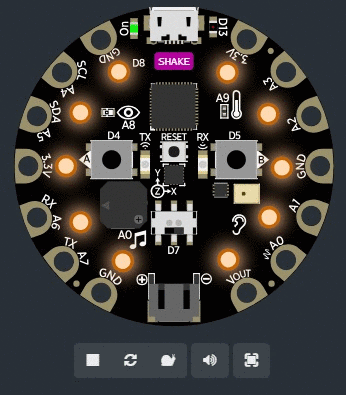 On
D13
GND
3.3V
D8
SHAKE
SCL
A4
A3
A9
A8
SDA
A5
A2
D4
TX
RESET
RX
D5
A
B
3.3V
GND
Y
Z
X
RX
A6
A1
A0
TX
A7
D7
A0
GND
VOUT